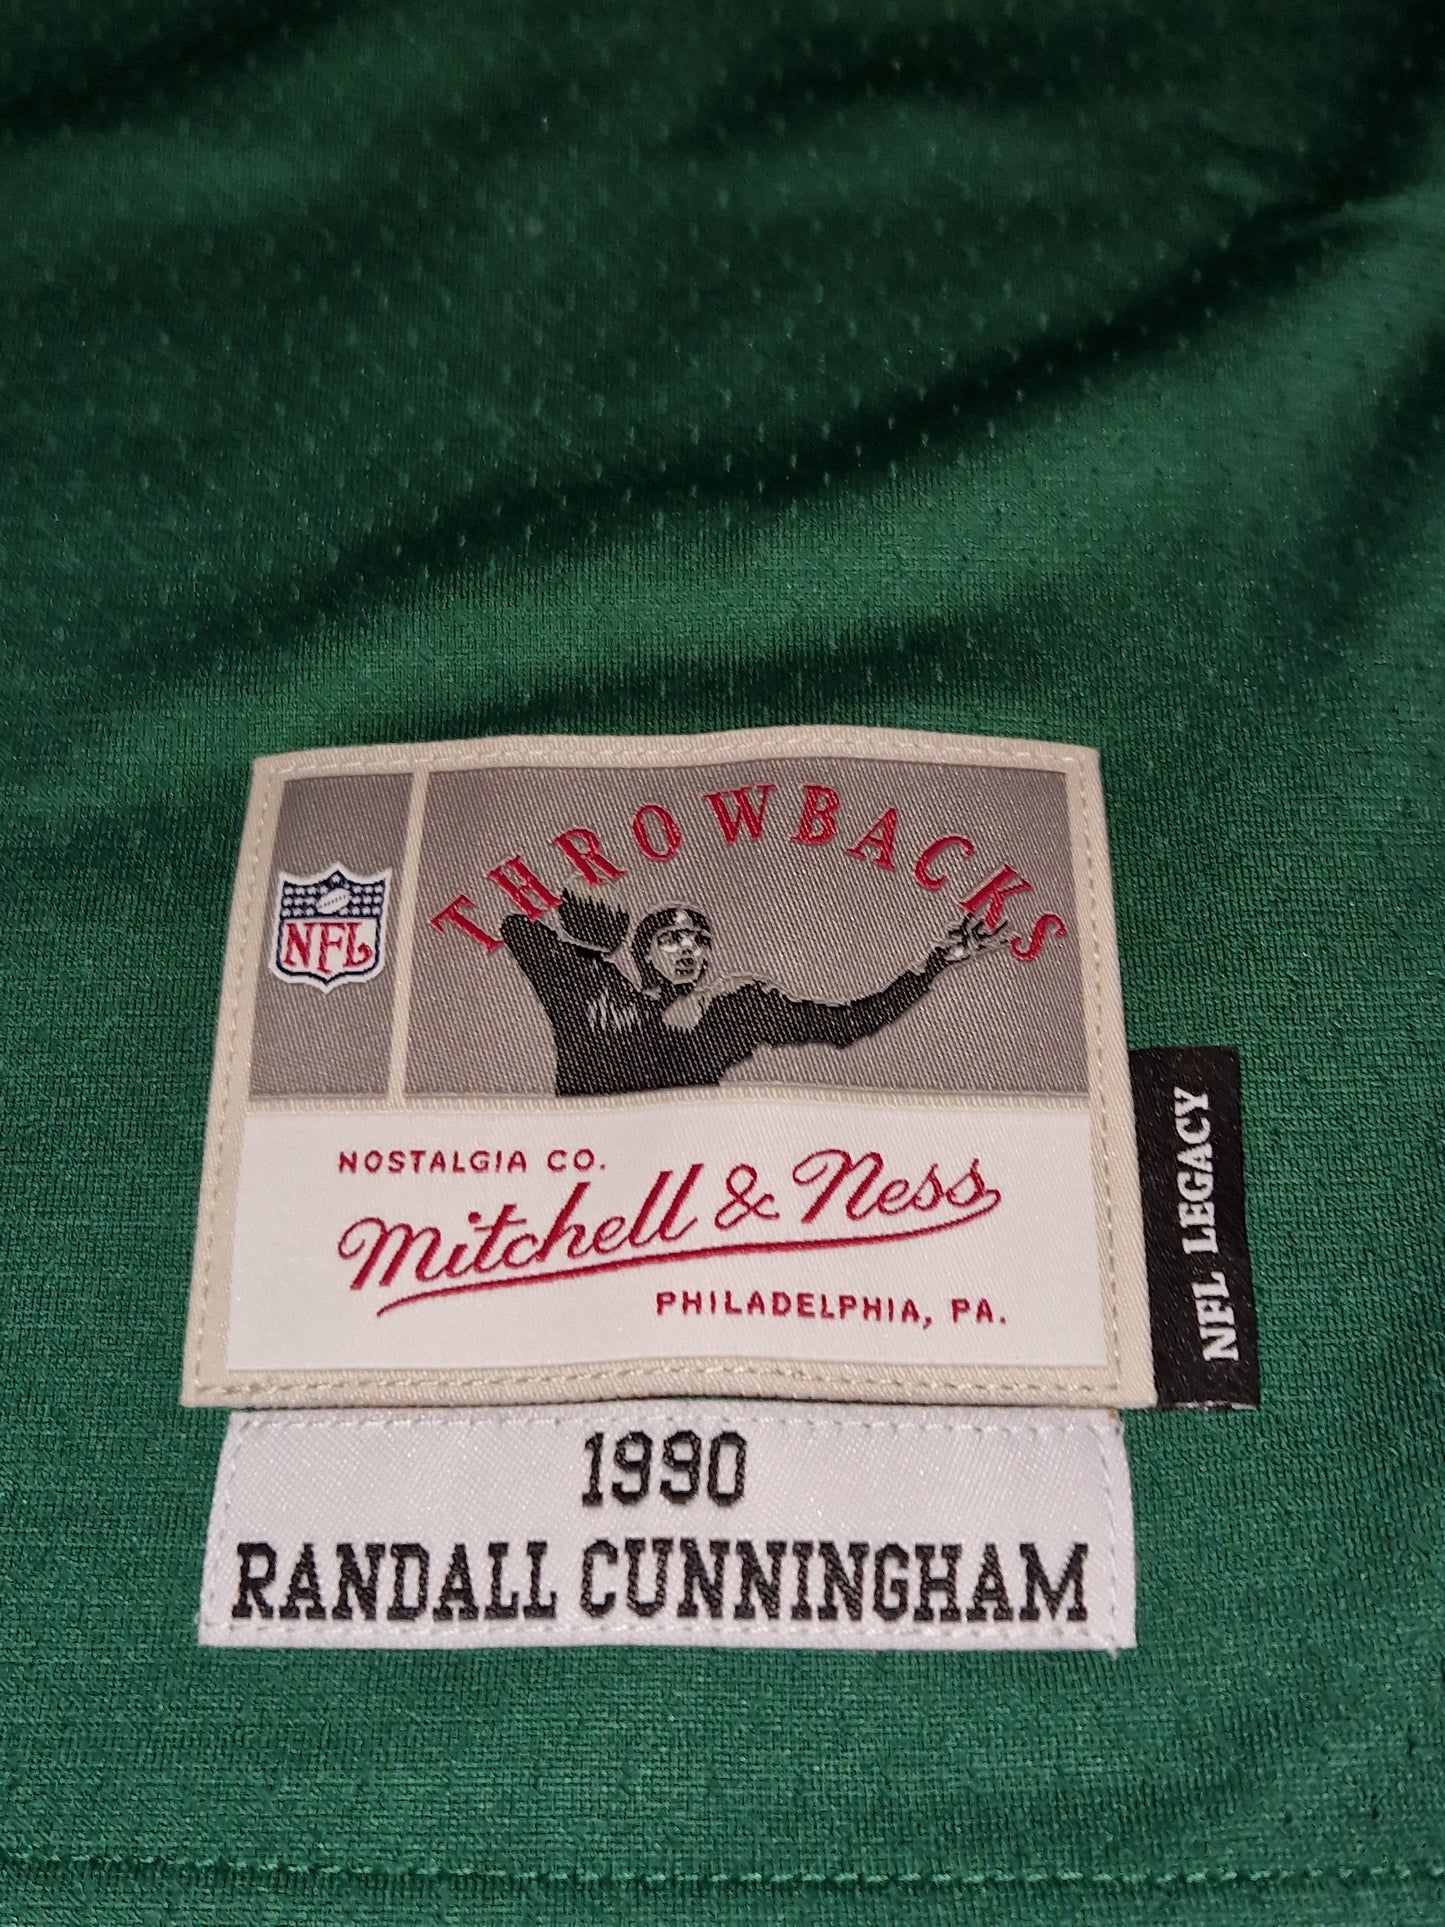 THROWBACKS
NFL
NOSTALGIA CO.
Mitchell & Ness
PHILADELPHIA, PA.
NFL LEGACY
1990
RANDALL CUNNINGHAM